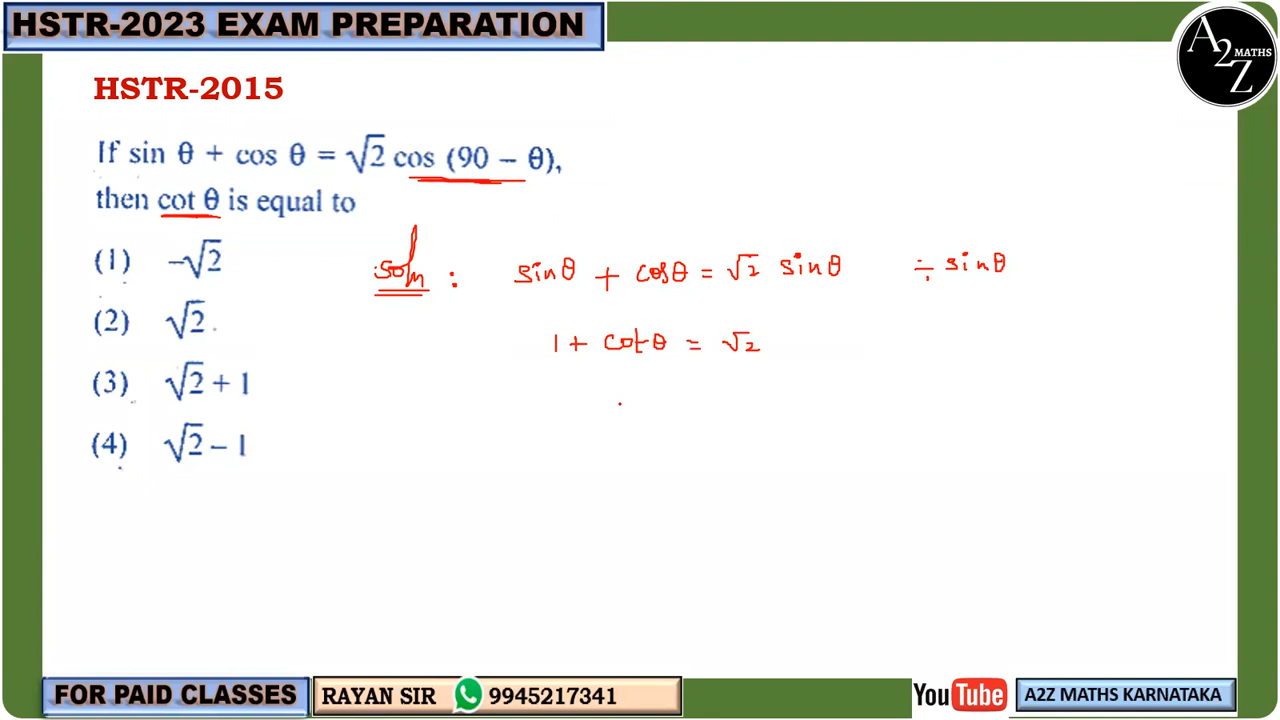 HSTR-2023 EXAM PREPARATION
A2Z MATHS
HSTR-2015
If sin θ + cos θ = √2 cos (90 – θ),
then cot θ is equal to
(1) –√2
(2) √2
(3) √2 + 1
(4) √2 – 1
soln : sinθ + cosθ = √2 sinθ ÷ sinθ
1 + cotθ = √2
FOR PAID CLASSES
RAYAN SIR 9945217341
YouTube
A2Z MATHS KARNATAKA